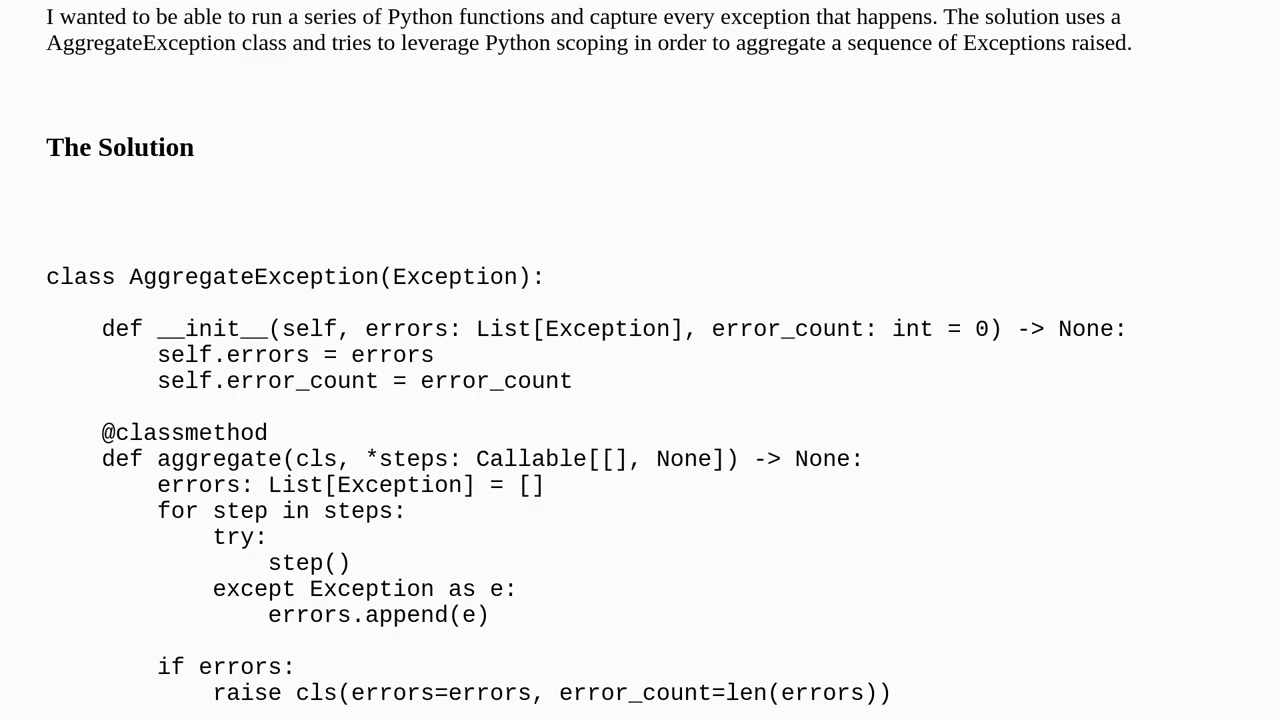 I wanted to be able to run a series of Python functions and capture every exception that happens. The solution uses a
AggregateException class and tries to leverage Python scoping in order to aggregate a sequence of Exceptions raised.
The Solution
class AggregateException(Exception):
    def __init__(self, errors: List[Exception], error_count: int = 0) -> None:
        self.errors = errors
        self.error_count = error_count
    @classmethod
    def aggregate(cls, *steps: Callable[[], None]) -> None:
        errors: List[Exception] = []
        for step in steps:
            try:
                step()
            except Exception as e:
                errors.append(e)
        if errors:
            raise cls(errors=errors, error_count=len(errors))